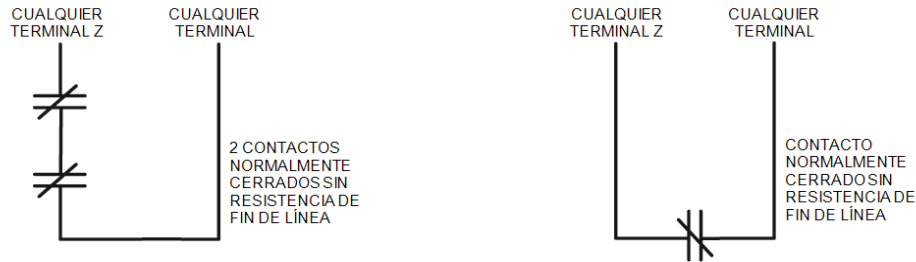 CUALQUIER
TERMINAL Z
CUALQUIER
TERMINAL
2 CONTACTOS
NORMALMENTE
CERRADOS SIN
RESISTENCIA DE
FIN DE LÍNEA
CUALQUIER
TERMINAL Z
CUALQUIER
TERMINAL
CONTACTO
NORMALMENTE
CERRADO SIN
RESISTENCIA DE
FIN DE LÍNEA